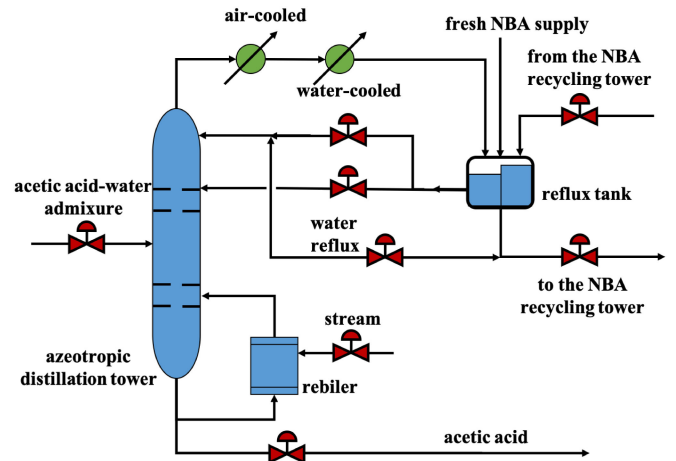 air-cooled
fresh NBA supply
from the NBA
recycling tower
water-cooled
acetic acid-water
admixure
reflux tank
water
reflux
to the NBA
recycling tower
stream
azeotropic
distillation tower
rebiler
acetic acid